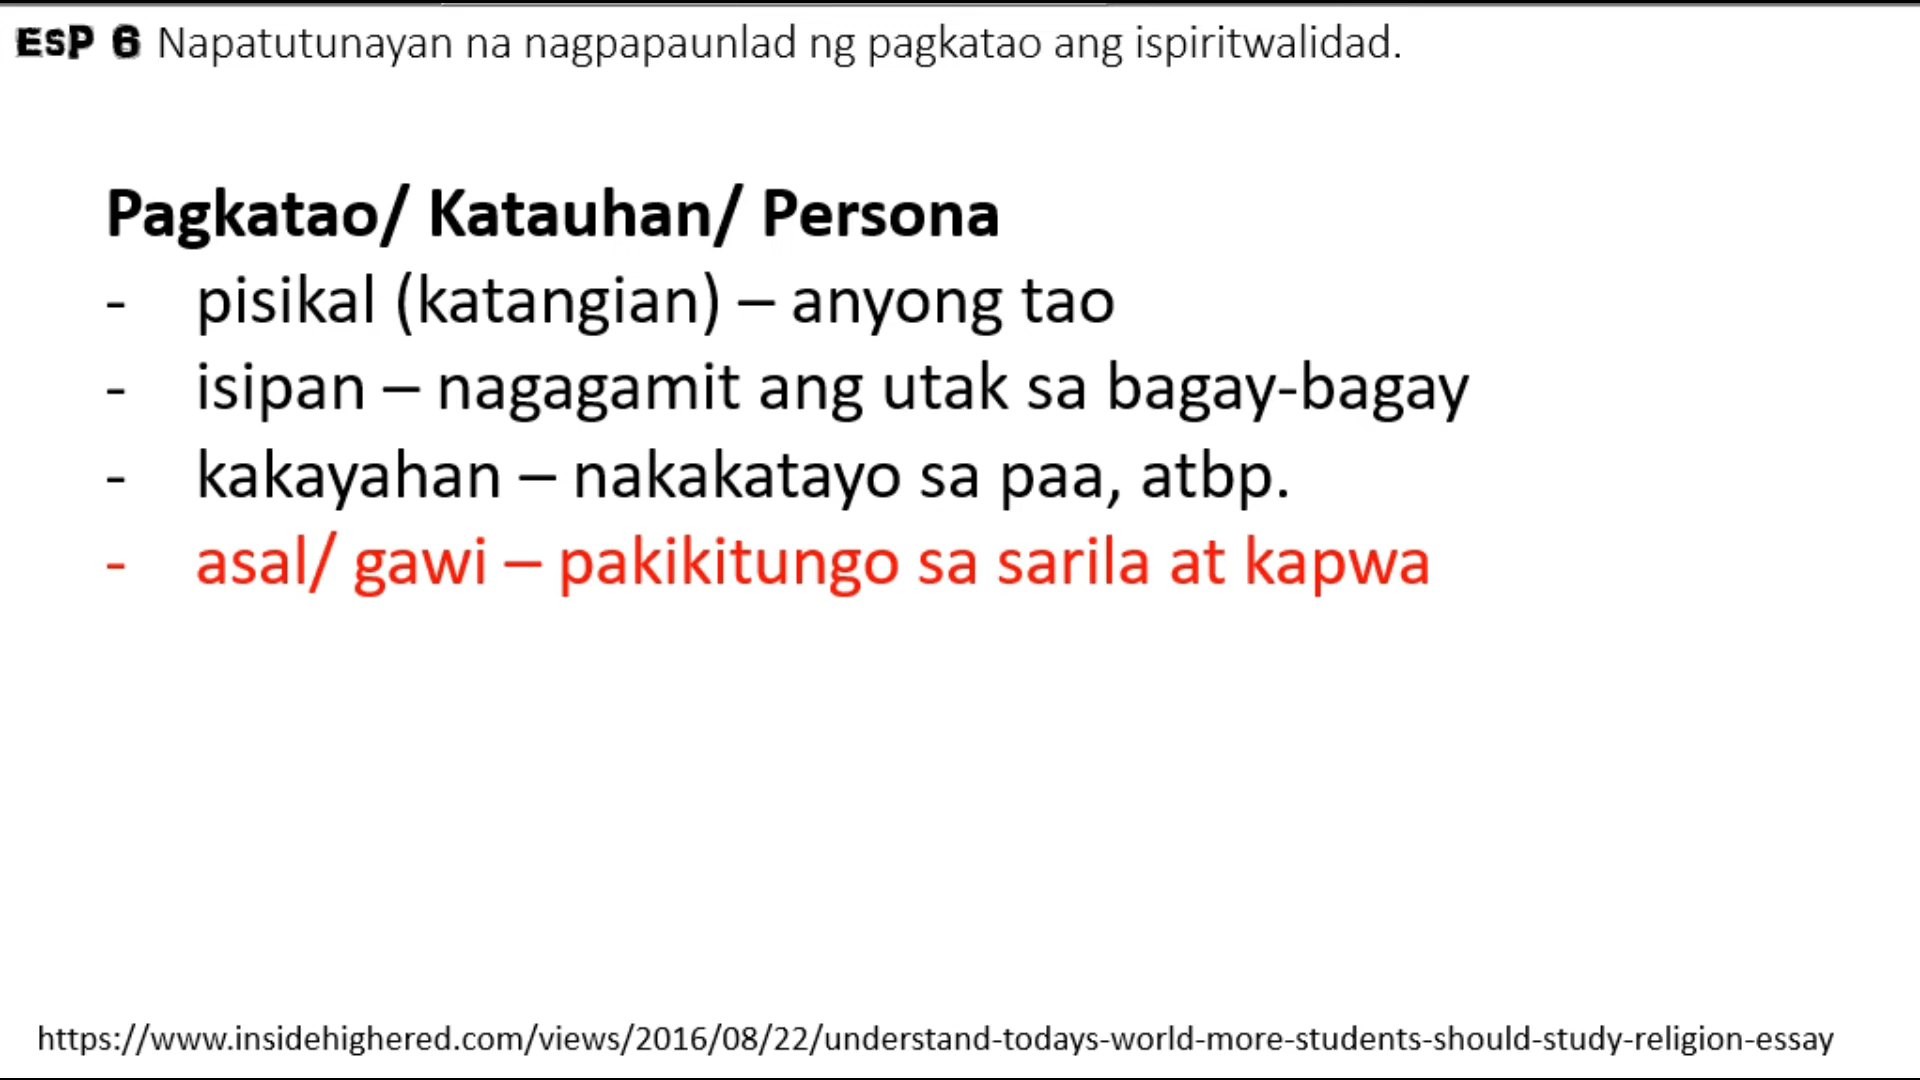 EsP 6 Napatutunayan na nagpapaunlad ng pagkatao ang ispiritwalidad.
Pagkatao/ Katauhan/ Persona
- pisikal (katangian) – anyong tao
- isipan – nagagamit ang utak sa bagay-bagay
- kakayahan – nakakatayo sa paa, atbp.
- asal/ gawi – pakikitungo sa sarila at kapwa
https://www.insidehighered.com/views/2016/08/22/understand-todays-world-more-students-should-study-religion-essay